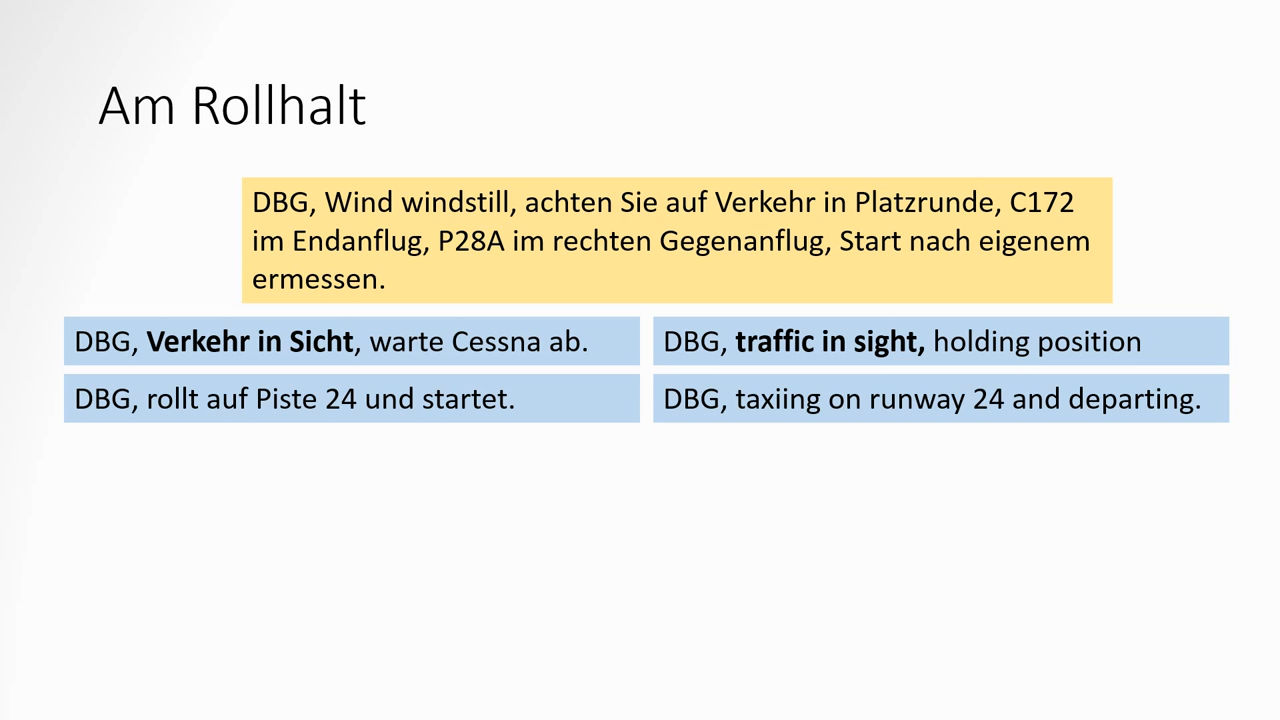 Am Rollhalt
DBG, Wind windstill, achten Sie auf Verkehr in Platzrunde, C172
im Endanflug, P28A im rechten Gegenanflug, Start nach eigenem
ermessen.
DBG, Verkehr in Sicht, warte Cessna ab.
DBG, traffic in sight, holding position
DBG, rollt auf Piste 24 und startet.
DBG, taxiing on runway 24 and departing.